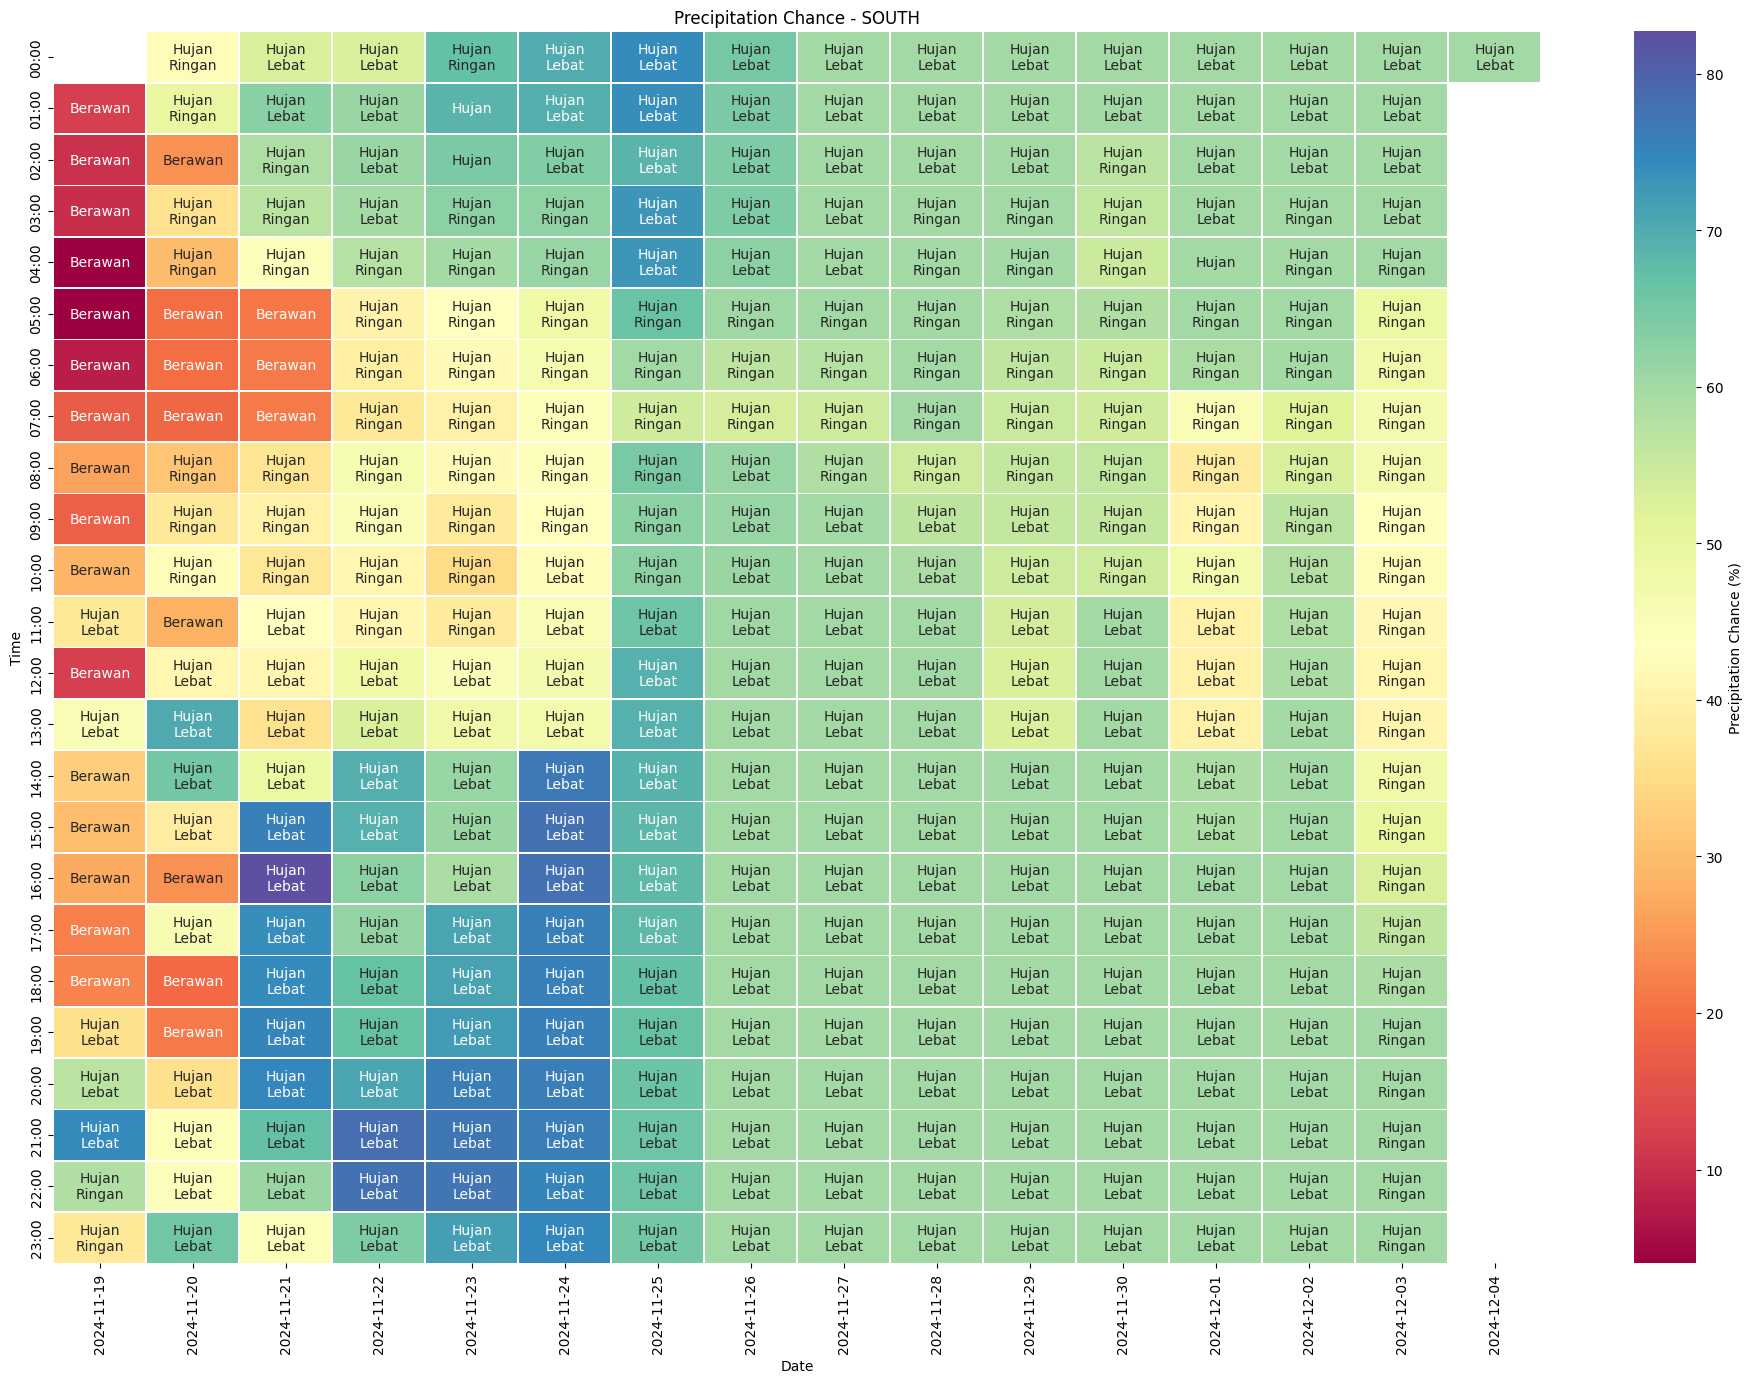 Precipitation Chance - SOUTH
00:00 Hujan Ringan Hujan Lebat Hujan Lebat Hujan Ringan Hujan Lebat Hujan Lebat Hujan Lebat Hujan Lebat Hujan Lebat Hujan Lebat Hujan Lebat Hujan Lebat Hujan Lebat Hujan Lebat Hujan Lebat
01:00 Berawan Hujan Ringan Hujan Lebat Hujan Lebat Hujan Hujan Lebat Hujan Lebat Hujan Lebat Hujan Lebat Hujan Lebat Hujan Lebat Hujan Lebat Hujan Lebat Hujan Lebat Hujan Lebat
02:00 Berawan Berawan Hujan Ringan Hujan Lebat Hujan Hujan Lebat Hujan Lebat Hujan Lebat Hujan Lebat Hujan Lebat Hujan Lebat Hujan Ringan Hujan Lebat Hujan Lebat Hujan Lebat
03:00 Berawan Hujan Ringan Hujan Ringan Hujan Lebat Hujan Ringan Hujan Ringan Hujan Lebat Hujan Lebat Hujan Lebat Hujan Ringan Hujan Ringan Hujan Ringan Hujan Lebat Hujan Ringan Hujan Lebat
04:00 Berawan Hujan Ringan Hujan Ringan Hujan Ringan Hujan Ringan Hujan Ringan Hujan Lebat Hujan Lebat Hujan Lebat Hujan Ringan Hujan Ringan Hujan Ringan Hujan Hujan Ringan Hujan Ringan
05:00 Berawan Berawan Berawan Hujan Ringan Hujan Ringan Hujan Ringan Hujan Ringan Hujan Ringan Hujan Ringan Hujan Ringan Hujan Ringan Hujan Ringan Hujan Ringan Hujan Ringan Hujan Ringan
06:00 Berawan Berawan Berawan Hujan Ringan Hujan Ringan Hujan Ringan Hujan Ringan Hujan Ringan Hujan Ringan Hujan Ringan Hujan Ringan Hujan Ringan Hujan Ringan Hujan Ringan Hujan Ringan
07:00 Berawan Berawan Berawan Hujan Ringan Hujan Ringan Hujan Ringan Hujan Ringan Hujan Ringan Hujan Ringan Hujan Ringan Hujan Ringan Hujan Ringan Hujan Ringan Hujan Ringan Hujan Ringan
08:00 Berawan Hujan Ringan Hujan Ringan Hujan Ringan Hujan Ringan Hujan Ringan Hujan Ringan Hujan Lebat Hujan Ringan Hujan Ringan Hujan Ringan Hujan Ringan Hujan Ringan Hujan Ringan Hujan Ringan
09:00 Berawan Hujan Ringan Hujan Ringan Hujan Ringan Hujan Ringan Hujan Ringan Hujan Ringan Hujan Lebat Hujan Lebat Hujan Lebat Hujan Lebat Hujan Ringan Hujan Ringan Hujan Ringan Hujan Ringan
10:00 Berawan Hujan Ringan Hujan Ringan Hujan Ringan Hujan Ringan Hujan Lebat Hujan Ringan Hujan Lebat Hujan Lebat Hujan Lebat Hujan Lebat Hujan Ringan Hujan Ringan Hujan Lebat Hujan Ringan
11:00 Hujan Lebat Berawan Hujan Lebat Hujan Ringan Hujan Ringan Hujan Lebat Hujan Lebat Hujan Lebat Hujan Lebat Hujan Lebat Hujan Lebat Hujan Lebat Hujan Lebat Hujan Lebat Hujan Ringan
12:00 Berawan Hujan Lebat Hujan Lebat Hujan Lebat Hujan Lebat Hujan Lebat Hujan Lebat Hujan Lebat Hujan Lebat Hujan Lebat Hujan Lebat Hujan Lebat Hujan Lebat Hujan Lebat Hujan Ringan
13:00 Hujan Lebat Hujan Lebat Hujan Lebat Hujan Lebat Hujan Lebat Hujan Lebat Hujan Lebat Hujan Lebat Hujan Lebat Hujan Lebat Hujan Lebat Hujan Lebat Hujan Lebat Hujan Lebat Hujan Ringan
14:00 Berawan Hujan Lebat Hujan Lebat Hujan Lebat Hujan Lebat Hujan Lebat Hujan Lebat Hujan Lebat Hujan Lebat Hujan Lebat Hujan Lebat Hujan Lebat Hujan Lebat Hujan Lebat Hujan Ringan
15:00 Berawan Hujan Lebat Hujan Lebat Hujan Lebat Hujan Lebat Hujan Lebat Hujan Lebat Hujan Lebat Hujan Lebat Hujan Lebat Hujan Lebat Hujan Lebat Hujan Lebat Hujan Lebat Hujan Ringan
16:00 Berawan Berawan Hujan Lebat Hujan Lebat Hujan Lebat Hujan Lebat Hujan Lebat Hujan Lebat Hujan Lebat Hujan Lebat Hujan Lebat Hujan Lebat Hujan Lebat Hujan Lebat Hujan Ringan
17:00 Berawan Hujan Lebat Hujan Lebat Hujan Lebat Hujan Lebat Hujan Lebat Hujan Lebat Hujan Lebat Hujan Lebat Hujan Lebat Hujan Lebat Hujan Lebat Hujan Lebat Hujan Lebat Hujan Ringan
18:00 Berawan Berawan Hujan Lebat Hujan Lebat Hujan Lebat Hujan Lebat Hujan Lebat Hujan Lebat Hujan Lebat Hujan Lebat Hujan Lebat Hujan Lebat Hujan Lebat Hujan Lebat Hujan Ringan
19:00 Hujan Lebat Berawan Hujan Lebat Hujan Lebat Hujan Lebat Hujan Lebat Hujan Lebat Hujan Lebat Hujan Lebat Hujan Lebat Hujan Lebat Hujan Lebat Hujan Lebat Hujan Lebat Hujan Ringan
20:00 Hujan Lebat Hujan Lebat Hujan Lebat Hujan Lebat Hujan Lebat Hujan Lebat Hujan Lebat Hujan Lebat Hujan Lebat Hujan Lebat Hujan Lebat Hujan Lebat Hujan Lebat Hujan Lebat Hujan Ringan
21:00 Hujan Lebat Hujan Lebat Hujan Lebat Hujan Lebat Hujan Lebat Hujan Lebat Hujan Lebat Hujan Lebat Hujan Lebat Hujan Lebat Hujan Lebat Hujan Lebat Hujan Lebat Hujan Lebat Hujan Ringan
22:00 Hujan Ringan Hujan Lebat Hujan Lebat Hujan Lebat Hujan Lebat Hujan Lebat Hujan Lebat Hujan Lebat Hujan Lebat Hujan Lebat Hujan Lebat Hujan Lebat Hujan Lebat Hujan Lebat Hujan Ringan
23:00 Hujan Ringan Hujan Lebat Hujan Lebat Hujan Lebat Hujan Lebat Hujan Lebat Hujan Lebat Hujan Lebat Hujan Lebat Hujan Lebat Hujan Lebat Hujan Lebat Hujan Lebat Hujan Lebat Hujan Ringan
Time
2024-11-19 2024-11-20 2024-11-21 2024-11-22 2024-11-23 2024-11-24 2024-11-25 2024-11-26 2024-11-27 2024-11-28 2024-11-29 2024-11-30 2024-12-01 2024-12-02 2024-12-03 2024-12-04
Date
80
70
60
50
40
30
20
10
Precipitation Chance (%)